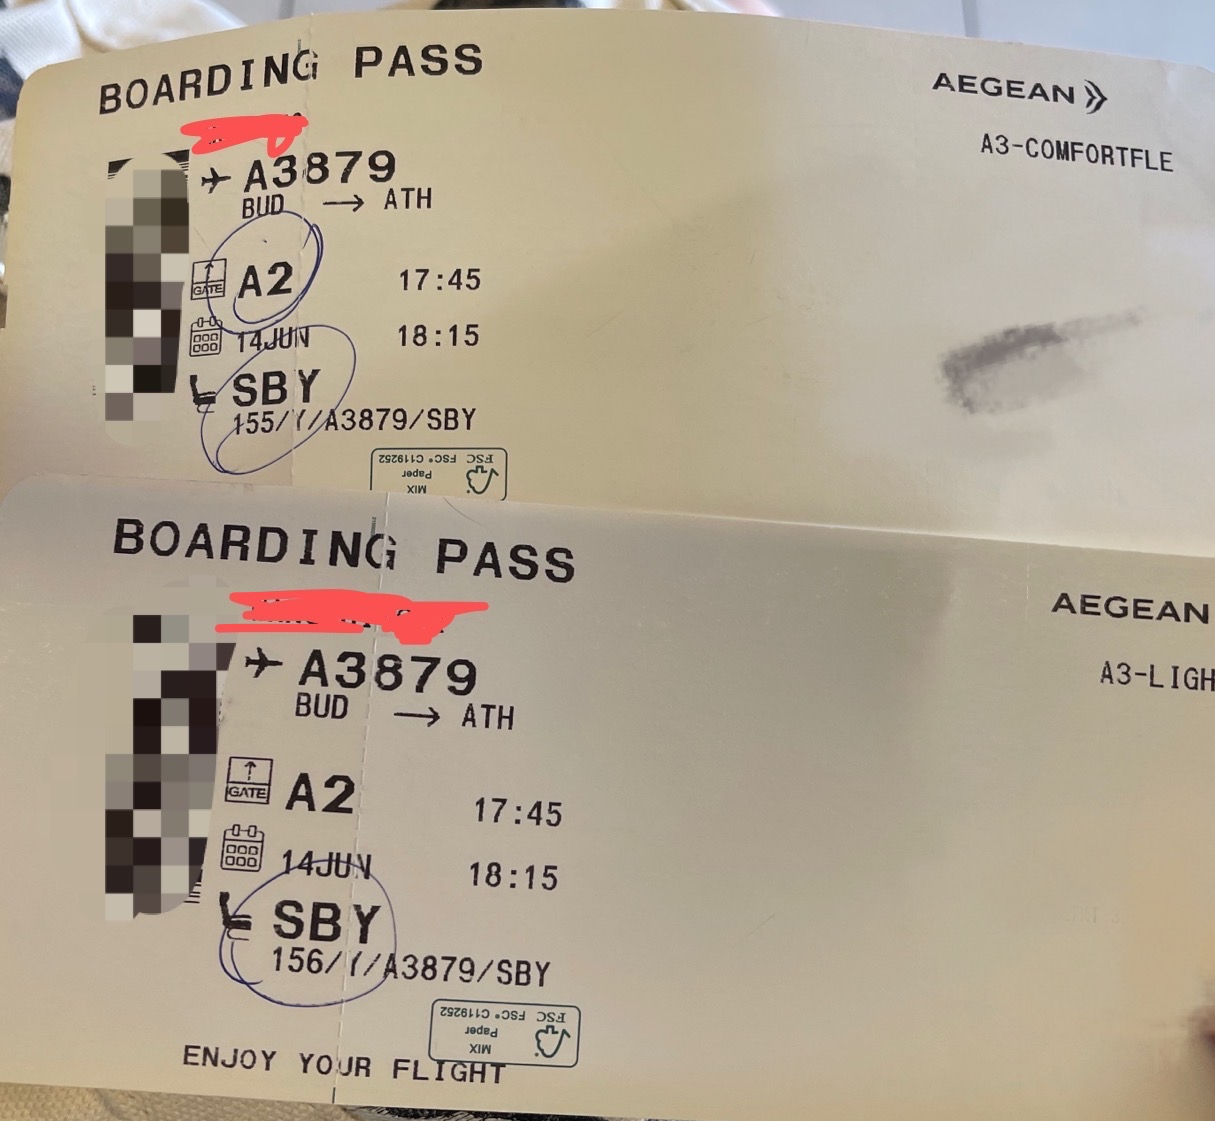 BOARDING PASS
AEGEAN
A3-COMFORTFLE
A3879
BUD → ATH
GATE A2 17:45
14JUN 18:15
SBY
155/Y/A3879/SBY
FSC FSC® C119252
Paper
MIX
BOARDING PASS
AEGEAN
A3-LIGH
A3879
BUD → ATH
GATE A2 17:45
14JUN 18:15
SBY
156/Y/A3879/SBY
FSC FSC® C119252
Paper
MIX
ENJOY YOUR FLIGHT